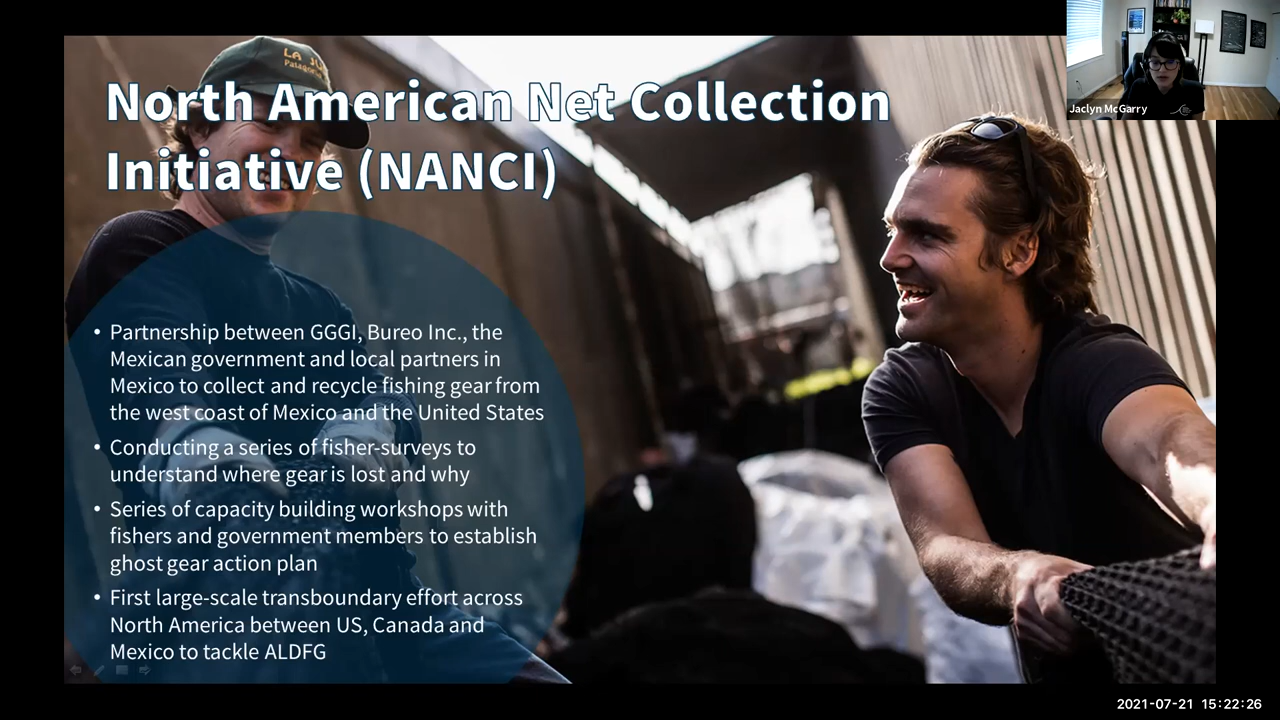 LA JO
Patagonia
North American Net Collection
Initiative (NANCI)
Jaclyn McGarry
• Partnership between GGGI, Bureo Inc., the
Mexican government and local partners in
Mexico to collect and recycle fishing gear from
the west coast of Mexico and the United States
• Conducting a series of fisher-surveys to
understand where gear is lost and why
• Series of capacity building workshops with
fishers and government members to establish
ghost gear action plan
• First large-scale transboundary effort across
North America between US, Canada and
Mexico to tackle ALDFG
2021-07-21 15:22:26